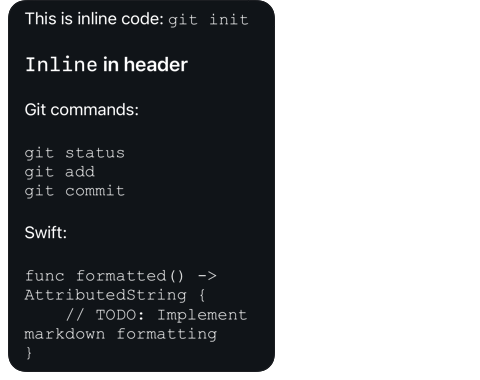 This is inline code: git init
Inline in header
Git commands:
git status
git add
git commit
Swift:
func formatted() ->
AttributedString {
    // TODO: Implement
markdown formatting
}